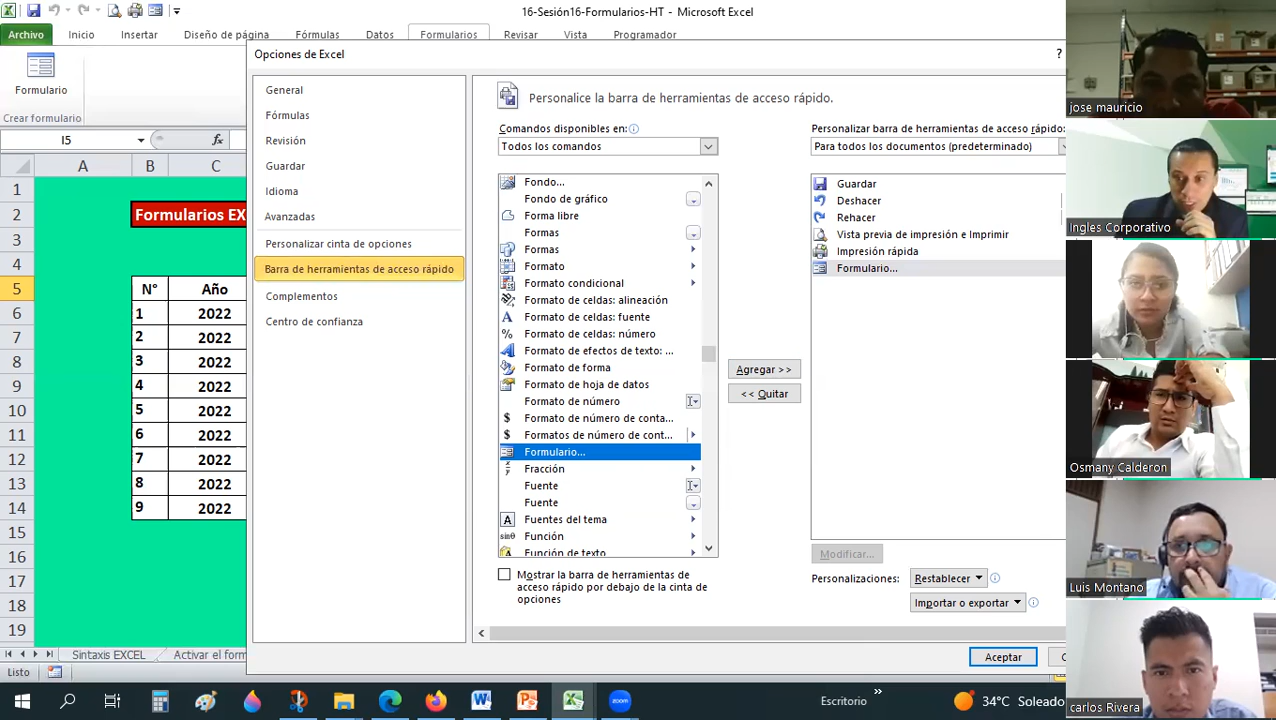 16-Sesión16-Formularios-HT - Microsoft Excel
Archivo Inicio Insertar Diseño de página Fórmulas Datos Formularios Revisar Vista Programador
Formulario
Crear formulario
Opciones de Excel
?
General
Fórmulas
Revisión
Guardar
Idioma
Avanzadas
Personalizar cinta de opciones
Barra de herramientas de acceso rápido
Complementos
Centro de confianza
Personalice la barra de herramientas de acceso rápido.
Comandos disponibles en:
Todos los comandos
Fondo...
Fondo de gráfico
Forma libre
Formas
Formas
Formato
Formato condicional
Formato de celdas: alineación
Formato de celdas: fuente
Formato de celdas: número
Formato de efectos de texto: ...
Formato de forma
Formato de hoja de datos
Formato de número
Formato de número de conta...
Formatos de número de cont...
Formulario...
Fracción
Fuente
Fuente
Fuentes del tema
Función
Función de texto
Mostrar la barra de herramientas de
acceso rápido por debajo de la cinta de
opciones
Agregar >>
<< Quitar
Personalizar barra de herramientas de acceso rápido:
Para todos los documentos (predeterminado)
Guardar
Deshacer
Rehacer
Vista previa de impresión e Imprimir
Impresión rápida
Formulario...
Modificar...
Personalizaciones: Restablecer
Importar o exportar
Aceptar
I5 fx
A B C
1
2 Formularios EX
3
4
5 N° Año
6 1 2022
7 2 2022
8 3 2022
9 4 2022
10 5 2022
11 6 2022
12 7 2022
13 8 2022
14 9 2022
15
16
17
18
19
Sintaxis EXCEL Activar el form
Listo
zoom
Escritorio
»
34°C Soleado
jose mauricio
Ingles Corporativo
Osmany Calderon
Luis Montano
carlos Rivera